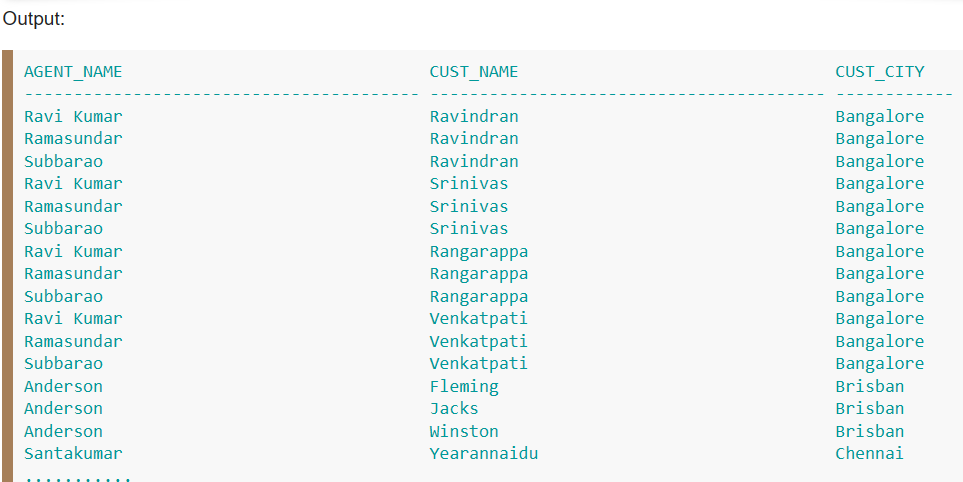 Output:
AGENT_NAME                               CUST_NAME                                CUST_CITY
---------------------------------------- ---------------------------------------- ------------
Ravi Kumar                               Ravindran                                Bangalore
Ramasundar                               Ravindran                                Bangalore
Subbarao                                 Ravindran                                Bangalore
Ravi Kumar                               Srinivas                                 Bangalore
Ramasundar                               Srinivas                                 Bangalore
Subbarao                                 Srinivas                                 Bangalore
Ravi Kumar                               Rangarappa                               Bangalore
Ramasundar                               Rangarappa                               Bangalore
Subbarao                                 Rangarappa                               Bangalore
Ravi Kumar                               Venkatpati                               Bangalore
Ramasundar                               Venkatpati                               Bangalore
Subbarao                                 Venkatpati                               Bangalore
Anderson                                 Fleming                                  Brisban
Anderson                                 Jacks                                    Brisban
Anderson                                 Winston                                  Brisban
Santakumar                               Yearannaidu                              Chennai
...........